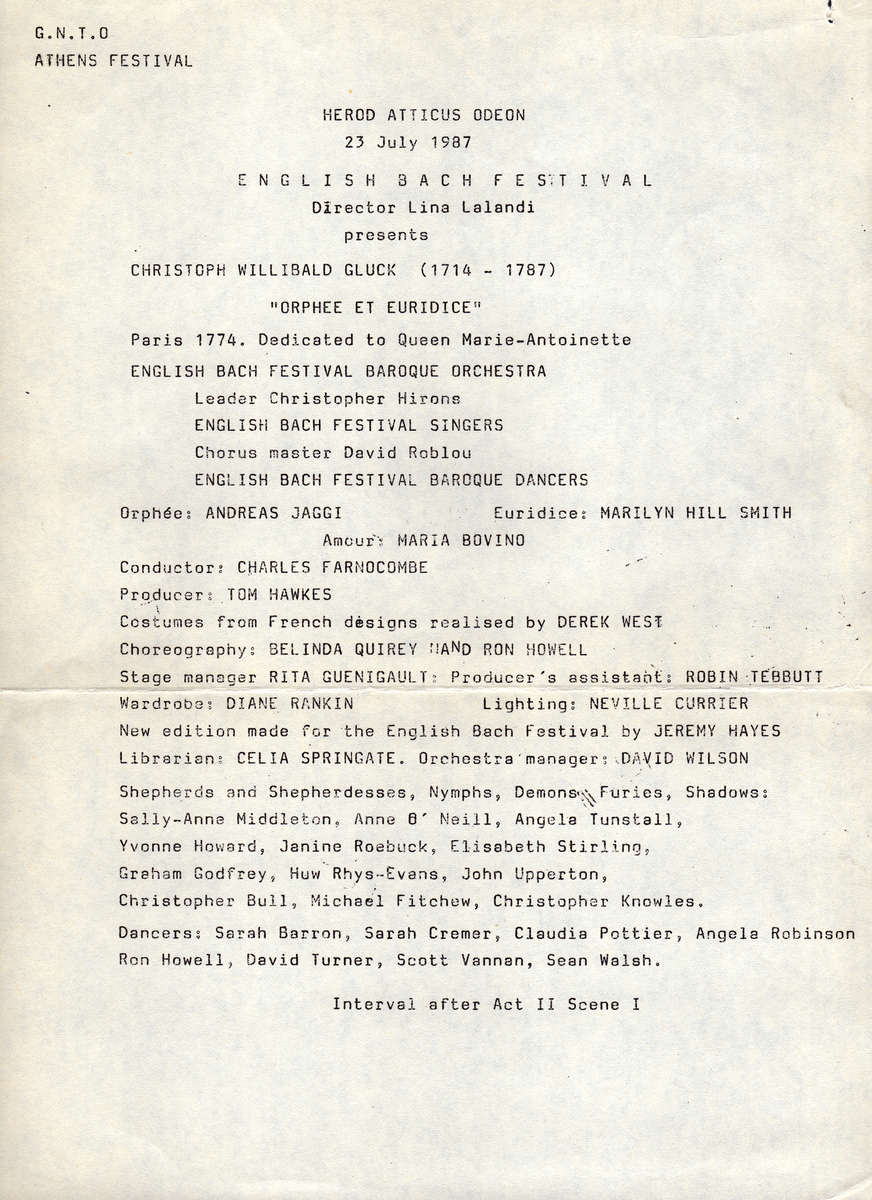 G.N.T.O
ATHENS FESTIVAL
HEROD ATTICUS ODEON
23 July 1987
E N G L I S H   B A C H   F E S T I V A L
Director Lina Lalandi
presents
CHRISTOPH WILLIBALD GLUCK (1714 - 1787)
"ORPHEE ET EURIDICE"
Paris 1774. Dedicated to Queen Marie-Antoinette
ENGLISH BACH FESTIVAL BAROQUE ORCHESTRA
Leader Christopher Hirons
ENGLISH BACH FESTIVAL SINGERS
Chorus master David Roblou
ENGLISH BACH FESTIVAL BAROQUE DANCERS
Orphée: ANDREAS JAGGI Euridice: MARILYN HILL SMITH
Amour: MARIA BOVINO
Conductor: CHARLES FARNOCOMBE
Producer: TOM HAWKES
Costumes from French designs realised by DEREK WEST
Choreography: BELINDA QUIREY AND RON HOWELL
Stage manager RITA GUENIGAULT: Producer's assistant: ROBIN TEBBUTT
Wardrobe: DIANE RANKIN Lighting: NEVILLE CURRIER
New edition made for the English Bach Festival by JEREMY HAYES
Librarian: CELIA SPRINGATE. Orchestra manager: DAVID WILSON
Shepherds and Shepherdesses, Nymphs, Demons, Furies, Shadows:
Sally-Anne Middleton, Anne O' Neill, Angela Tunstall,
Yvonne Howard, Janine Roebuck, Elisabeth Stirling,
Graham Godfrey, Huw Rhys-Evans, John Upperton,
Christopher Bull, Michael Fitchew, Christopher Knowles.
Dancers: Sarah Barron, Sarah Cremer, Claudia Pottier, Angela Robinson
Ron Howell, David Turner, Scott Vannan, Sean Walsh.
Interval after Act II Scene I